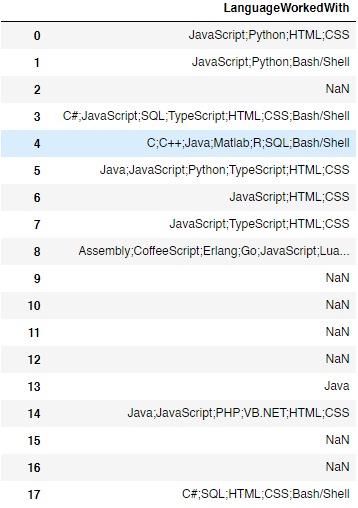 LanguageWorkedWith
0 JavaScript;Python;HTML;CSS
1 JavaScript;Python;Bash/Shell
2 NaN
3 C#;JavaScript;SQL;TypeScript;HTML;CSS;Bash/Shell
4 C;C++;Java;Matlab;R;SQL;Bash/Shell
5 Java;JavaScript;Python;TypeScript;HTML;CSS
6 JavaScript;HTML;CSS
7 JavaScript;TypeScript;HTML;CSS
8 Assembly;CoffeeScript;Erlang;Go;JavaScript;Lua...
9 NaN
10 NaN
11 NaN
12 NaN
13 Java
14 Java;JavaScript;PHP;VB.NET;HTML;CSS
15 NaN
16 NaN
17 C#;SQL;HTML;CSS;Bash/Shell